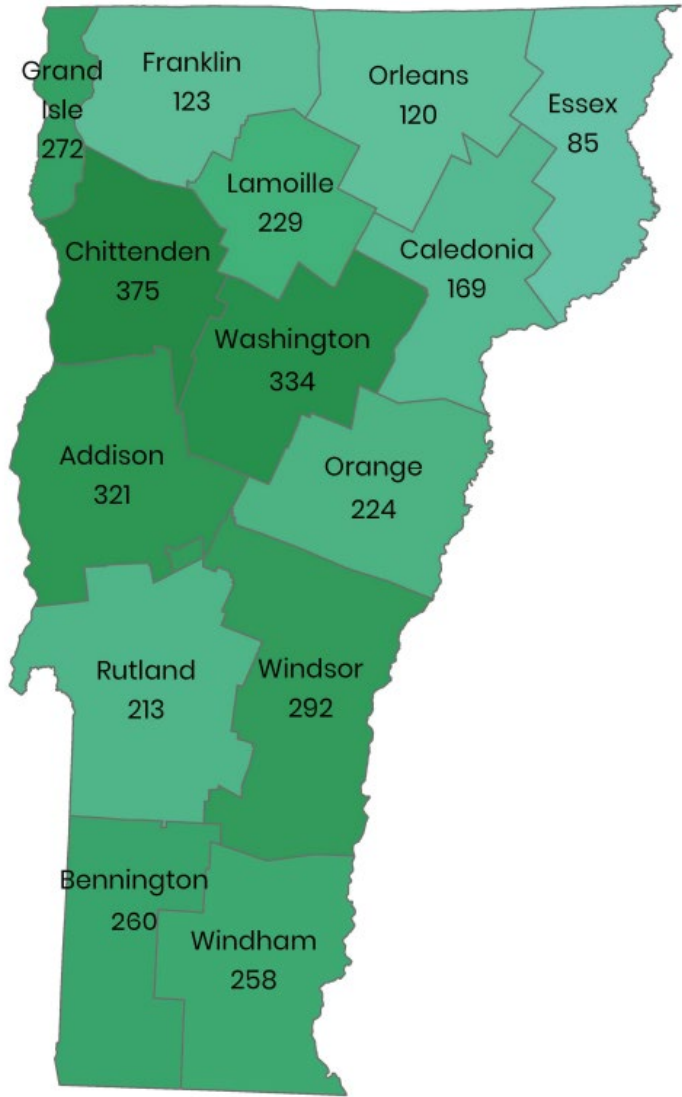 Grand
Isle
272
Franklin
123
Orleans
120
Essex
85
Lamoille
229
Chittenden
375
Caledonia
169
Washington
334
Addison
321
Orange
224
Rutland
213
Windsor
292
Bennington
260
Windham
258